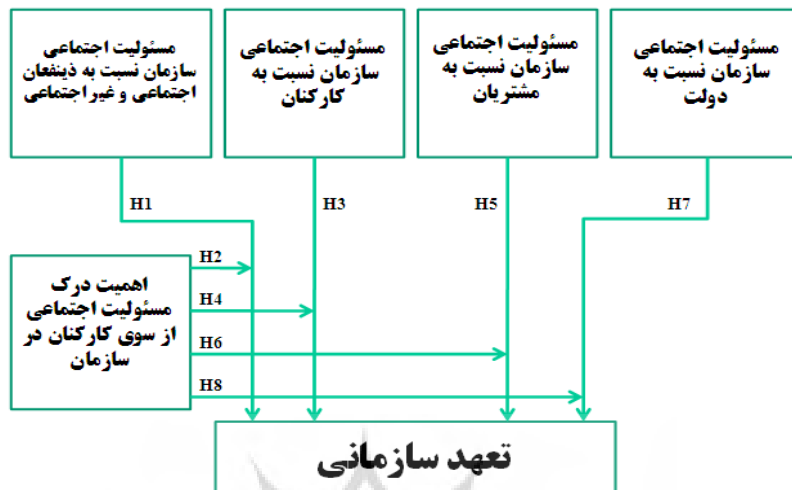 مسئولیت اجتماعی
سازمان نسبت به
دولت
مسئولیت اجتماعی
سازمان نسبت به
مشتریان
مسئولیت اجتماعی
سازمان نسبت به
کارکنان
مسئولیت اجتماعی
سازمان نسبت به ذینفعان
اجتماعی و غیر اجتماعی
H7
H5
H3
H1
H2
H4
H6
H8
اهمیت درک
مسئولیت اجتماعی
از سوی کارکنان در
سازمان
تعهد سازمانی